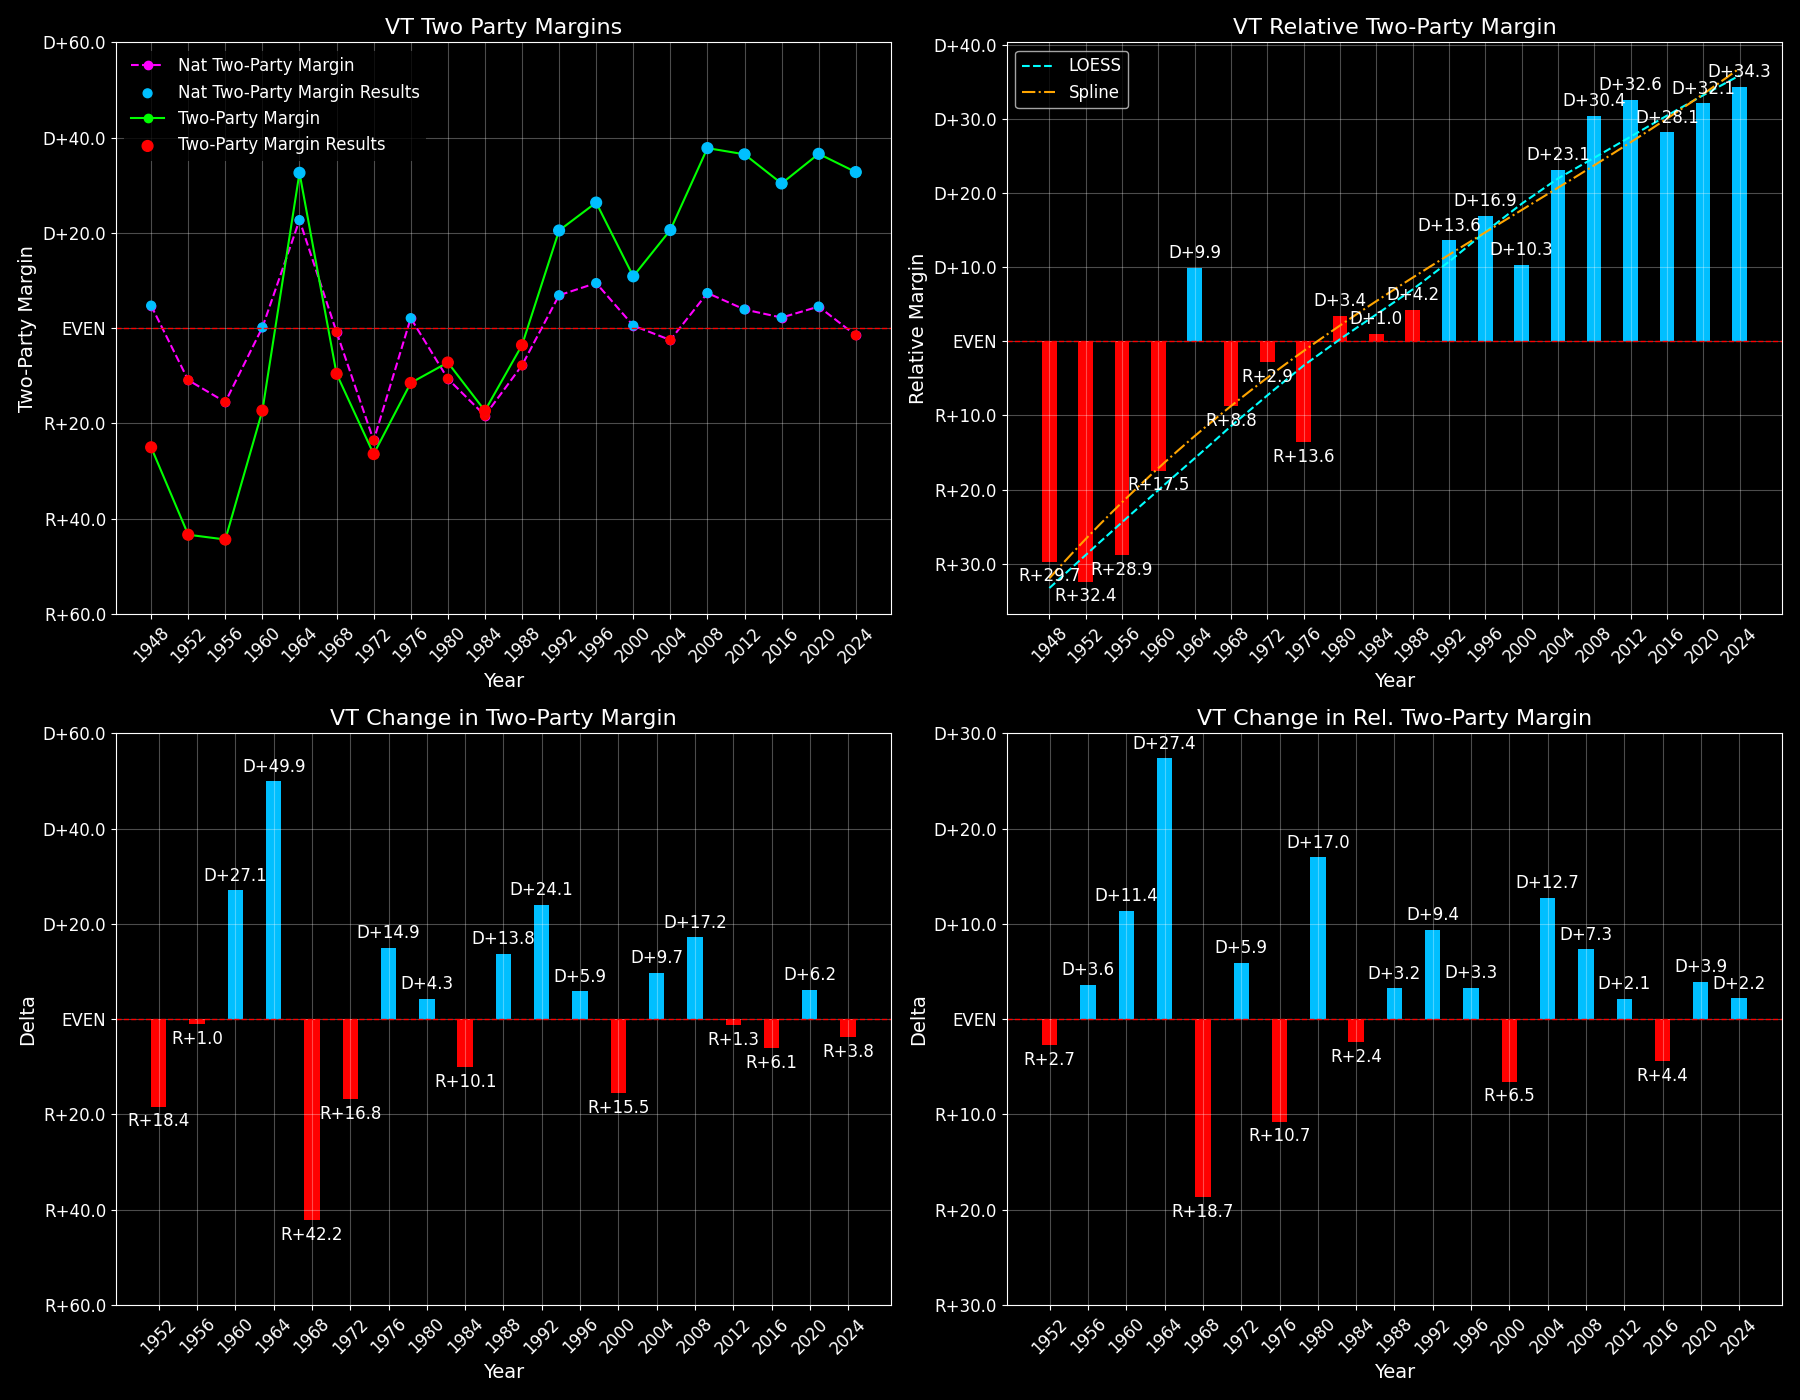 VT Two Party Margins
D+60.0
D+40.0
D+20.0
EVEN
R+20.0
R+40.0
R+60.0
Two-Party Margin
Nat Two-Party Margin
Nat Two-Party Margin Results
Two-Party Margin
Two-Party Margin Results
1948 1952 1956 1960 1964 1968 1972 1976 1980 1984 1988 1992 1996 2000 2004 2008 2012 2016 2020 2024
Year
VT Relative Two-Party Margin
D+40.0
D+30.0
D+20.0
D+10.0
EVEN
R+10.0
R+20.0
R+30.0
Relative Margin
LOESS
Spline
R+29.7
R+32.4
R+28.9
R+17.5
D+9.9
R+8.8
R+2.9
R+13.6
D+3.4
D+1.0
D+4.2
D+13.6
D+16.9
D+10.3
D+23.1
D+30.4
D+32.6
D+28.1
D+32.1
D+34.3
1948 1952 1956 1960 1964 1968 1972 1976 1980 1984 1988 1992 1996 2000 2004 2008 2012 2016 2020 2024
Year
VT Change in Two-Party Margin
D+60.0
D+40.0
D+20.0
EVEN
R+20.0
R+40.0
R+60.0
Delta
R+18.4
R+1.0
D+27.1
D+49.9
R+42.2
R+16.8
D+14.9
D+4.3
R+10.1
D+13.8
D+24.1
D+5.9
R+15.5
D+9.7
D+17.2
R+1.3
R+6.1
D+6.2
R+3.8
1952 1956 1960 1964 1968 1972 1976 1980 1984 1988 1992 1996 2000 2004 2008 2012 2016 2020 2024
Year
VT Change in Rel. Two-Party Margin
D+30.0
D+20.0
D+10.0
EVEN
R+10.0
R+20.0
R+30.0
Delta
R+2.7
D+3.6
D+11.4
D+27.4
R+18.7
D+5.9
R+10.7
D+17.0
R+2.4
D+3.2
D+9.4
D+3.3
R+6.5
D+12.7
D+7.3
D+2.1
R+4.4
D+3.9
D+2.2
1952 1956 1960 1964 1968 1972 1976 1980 1984 1988 1992 1996 2000 2004 2008 2012 2016 2020 2024
Year